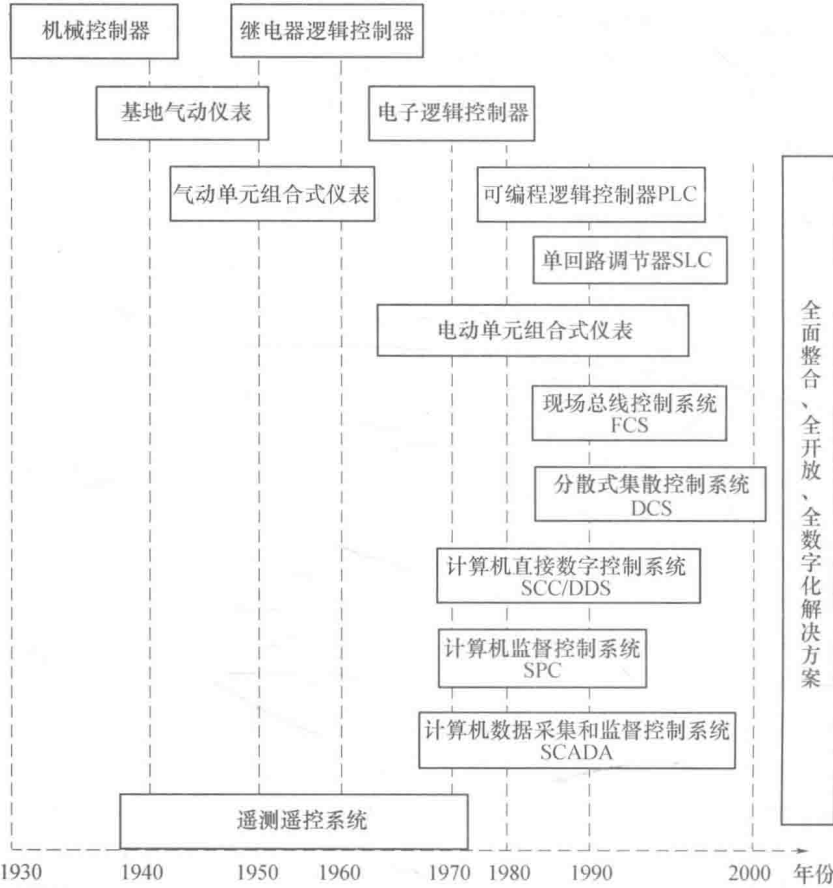 机械控制器
继电器逻辑控制器
基地气动仪表
电子逻辑控制器
气动单元组合式仪表
可编程逻辑控制器PLC
单回路调节器SLC
电动单元组合式仪表
现场总线控制系统
FCS
分散式集散控制系统
DCS
计算机直接数字控制系统
SCC/DDS
计算机监督控制系统
SPC
计算机数据采集和监督控制系统
SCADA
遥测遥控系统
全面整合、全开放、全数字化解决方案
1930 1940 1950 1960 1970 1980 1990 2000 年份